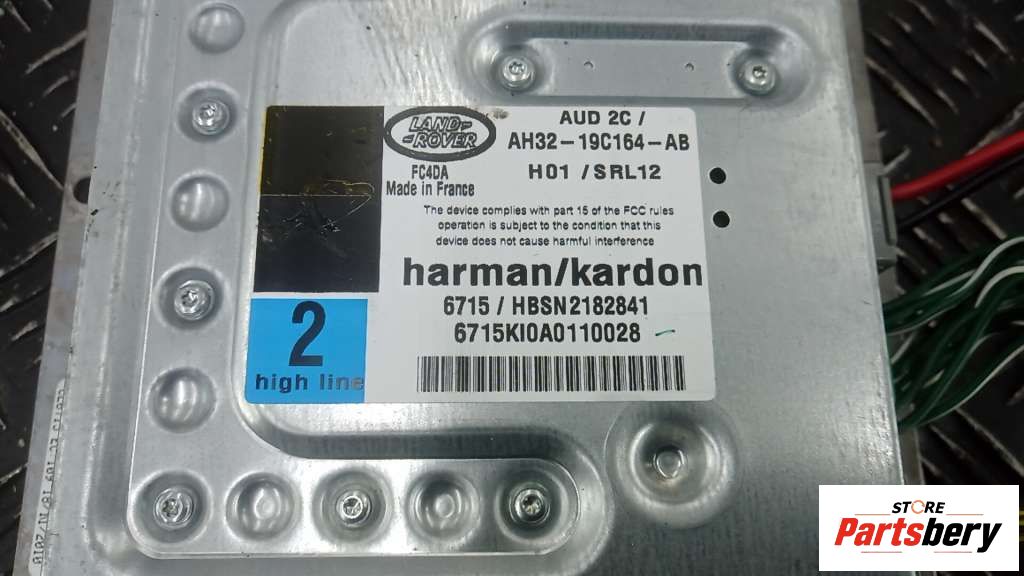 LAND-
-ROVER
AUD 2C /
AH32-19C164-AB
FC4DA
Made in France
H01 / SRL12
The device complies with part 15 of the FCC rules
operation is subject to the condition that this
device does not cause harmful interference
harman/kardon
6715 / HBSN2182841
6715KI0A0110028
2
high line
STORE
Partsbery